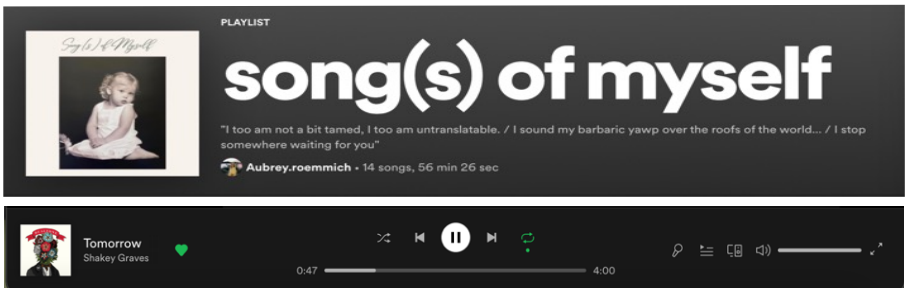 PLAYLIST
Song(s) of Myself
song(s) of myself
"I too am not a bit tamed, I too am untranslatable. / I sound my barbaric yawp over the roofs of the world... / I stop
somewhere waiting for you"
Aubrey.roemmich • 14 songs, 56 min 26 sec
Tomorrow
Shakey Graves
0:47
4:00